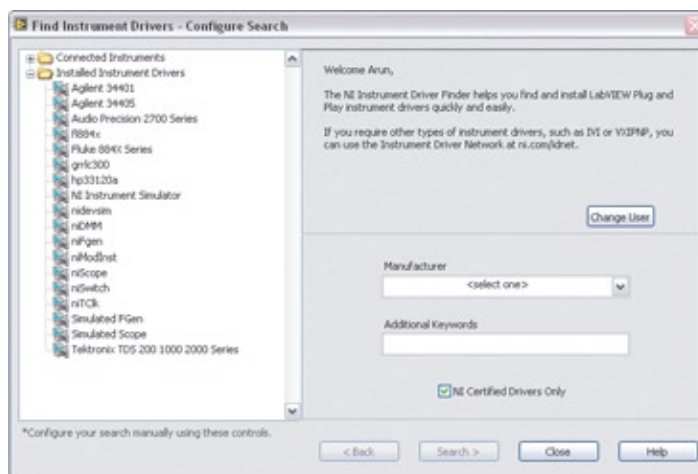 Find Instrument Drivers - Configure Search
Connected Instruments
Installed Instrument Drivers
Agilent 34401
Agilent 34405
Audio Precision 2700 Series
fl884x
Fluke 884X Series
grrlc300
hp33120a
NI Instrument Simulator
nidevsim
niDMM
niFgen
niModInst
niScope
niSwitch
niTClk
Simulated FGen
Simulated Scope
Tektronix TDS 200 1000 2000 Series
*Configure your search manually using these controls.
Welcome Arun,
The NI Instrument Driver Finder helps you find and install LabVIEW Plug and
Play instrument drivers quickly and easily.
If you require other types of instrument drivers, such as IVI or VXIPNP, you
can use the Instrument Driver Network at ni.com/idnet.
Change User
Manufacturer
<select one>
Additional Keywords
NI Certified Drivers Only
< Back
Search >
Close
Help